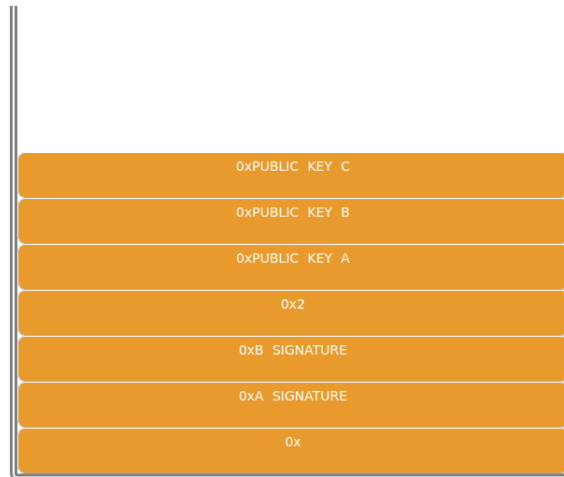 0xPUBLIC KEY C
0xPUBLIC KEY B
0xPUBLIC KEY A
0x2
0xB SIGNATURE
0xA SIGNATURE
0x